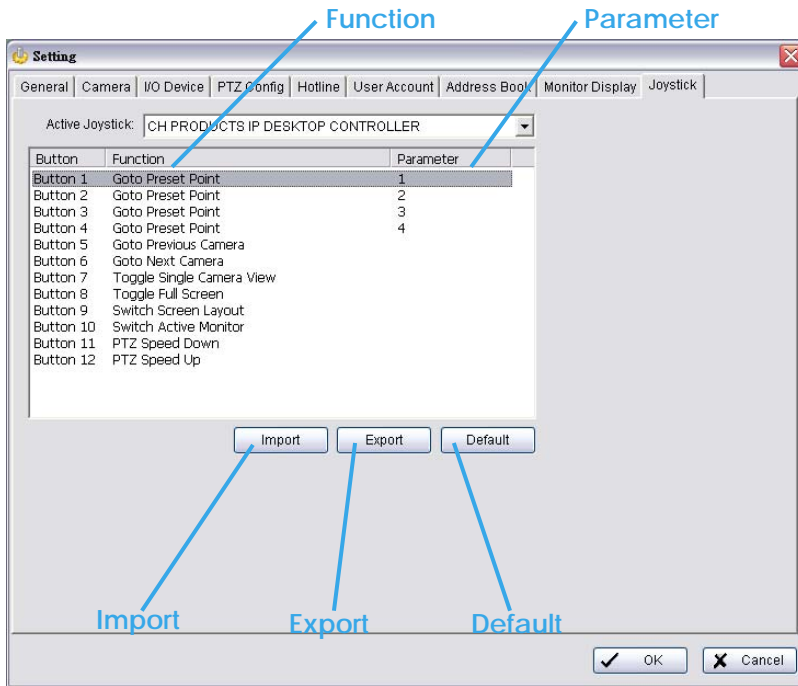 Function Parameter
Setting
General Camera I/O Device PTZ Config Hotline User Account Address Book Monitor Display Joystick
Active Joystick: CH PRODUCTS IP DESKTOP CONTROLLER
Button Function Parameter
Button 1 Goto Preset Point 1
Button 2 Goto Preset Point 2
Button 3 Goto Preset Point 3
Button 4 Goto Preset Point 4
Button 5 Goto Previous Camera
Button 6 Goto Next Camera
Button 7 Toggle Single Camera View
Button 8 Toggle Full Screen
Button 9 Switch Screen Layout
Button 10 Switch Active Monitor
Button 11 PTZ Speed Down
Button 12 PTZ Speed Up
Import Export Default
Import Export Default
OK Cancel